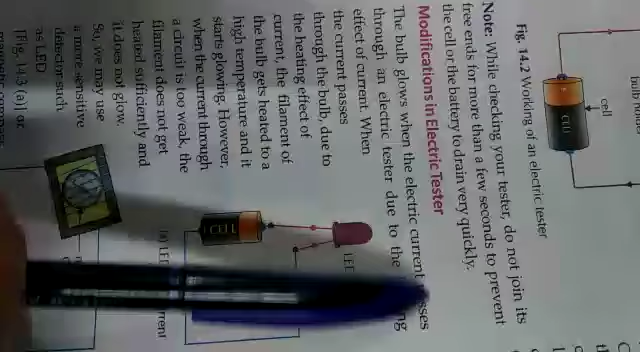 bulb
cell
CELL
Fig. 14.2 Working of an electric tester
Note: While checking your tester, do not join its
free ends for more than a few seconds to prevent
the cell or the battery to drain very quickly.
Modifications in Electric Tester
The bulb glows when the electric current
through an electric tester due to the
effect of current. When
the current passes
through the bulb, due to
the heating effect of
current, the filament of
the bulb gets heated to a
high temperature and it
starts glowing. However,
when the current through
a circuit is too weak, the
filament does not get
heated sufficiently and
it does not glow.
So, we may use
a more sensitive
detector such
as LED
[Fig. 14.3 (a)] or
CELL